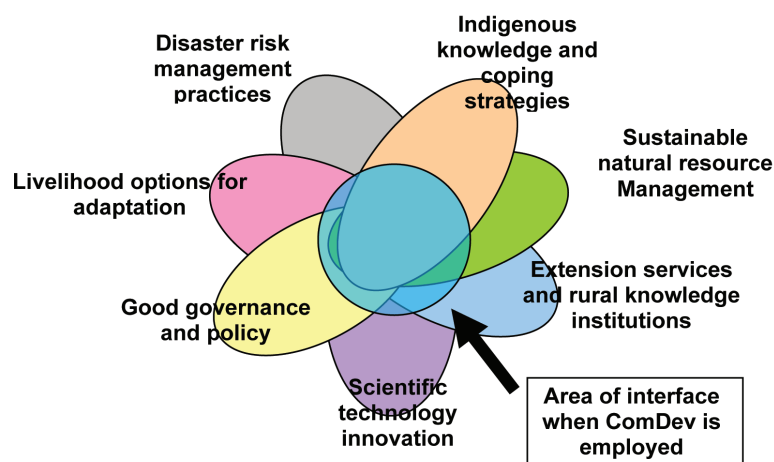 Disaster risk
management
practices
Indigenous
knowledge and
coping
strategies
Sustainable
natural resource
Management
Livelihood options for
adaptation
Extension services
and rural knowledge
institutions
Good governance
and policy
Scientific
technology
innovation
Area of interface
when ComDev is
employed